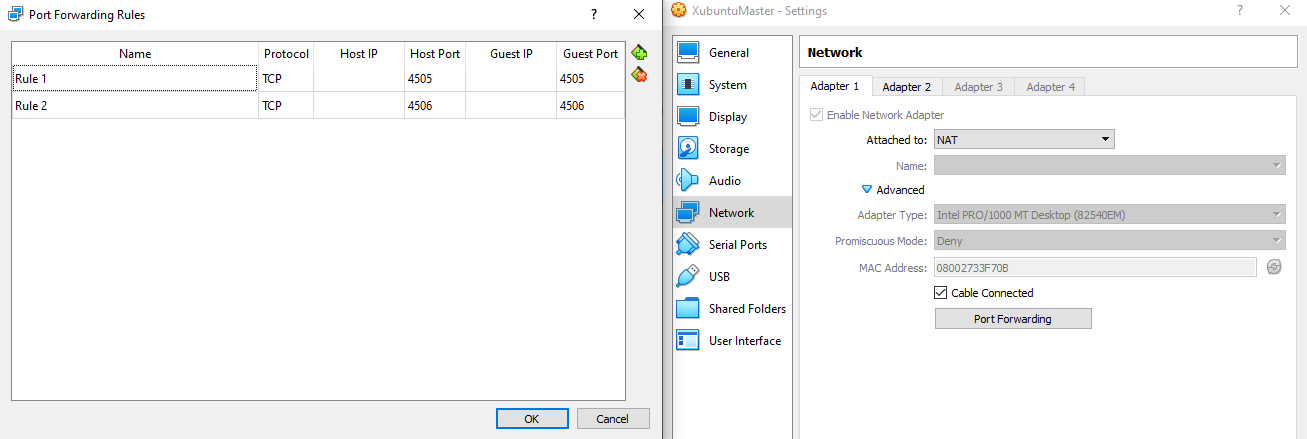 Port Forwarding Rules ?
Name Protocol Host IP Host Port Guest IP Guest Port
Rule 1 TCP 4505 4505
Rule 2 TCP 4506 4506
OK Cancel
XubuntuMaster - Settings ?
General
System
Display
Storage
Audio
Network
Serial Ports
USB
Shared Folders
User Interface
Network
Adapter 1 Adapter 2 Adapter 3 Adapter 4
Enable Network Adapter
Attached to: NAT
Name:
Advanced
Adapter Type: Intel PRO/1000 MT Desktop (82540EM)
Promiscuous Mode: Deny
MAC Address: 08002733F70B
Cable Connected
Port Forwarding